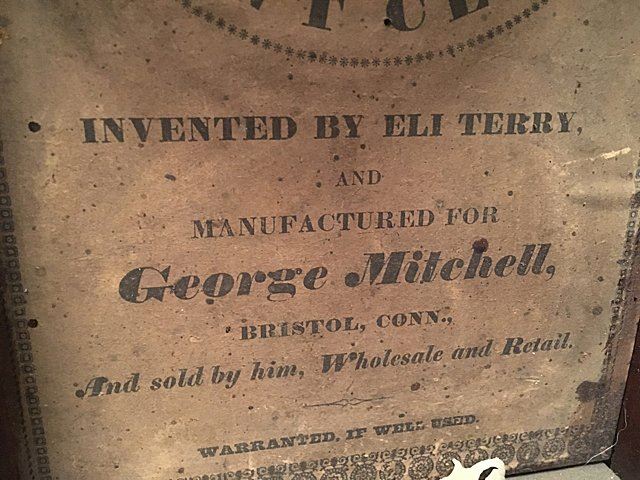 INVENTED BY ELI TERRY,
AND
MANUFACTURED FOR
George Mitchell,
BRISTOL, CONN.,
And sold by him, Wholesale and Retail.
WARRANTED, IF WELL USED.